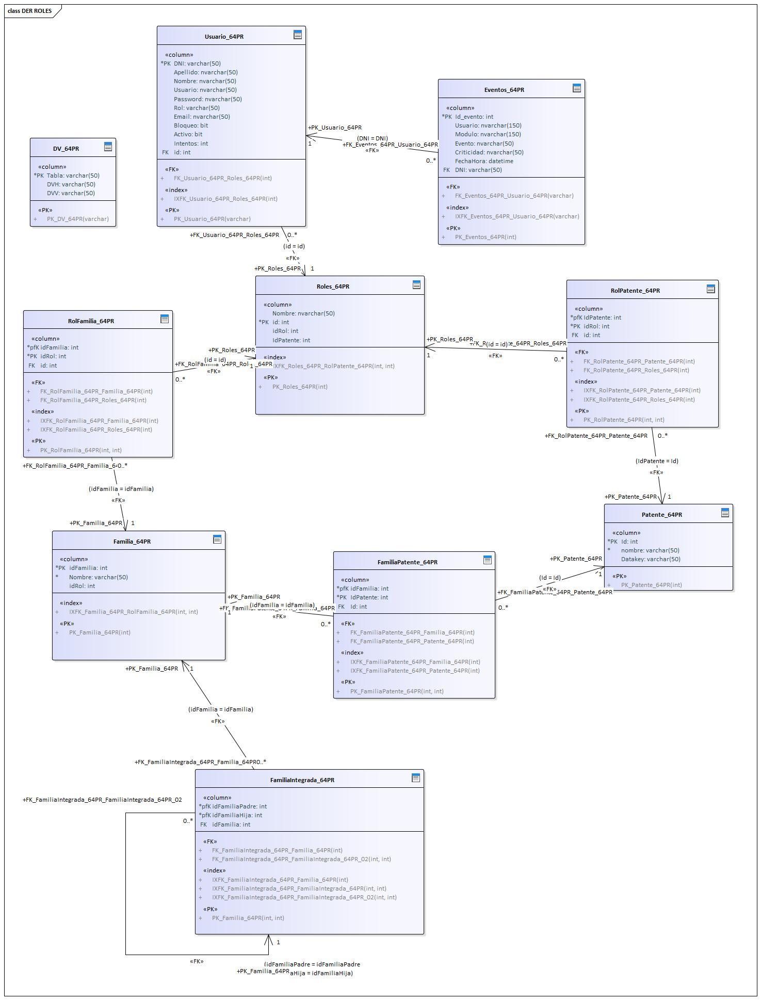 class DER ROLES
Usuario_64PR
«column»
*PK DNI: varchar(50)
Apellido: nvarchar(50)
Nombre: nvarchar(50)
Usuario: nvarchar(50)
Password: nvarchar(50)
Rol: varchar(50)
Email: nvarchar(50)
Bloqueo: bit
Activo: bit
Intentos: int
FK id: int
«FK»
+ FK_Usuario_64PR_Roles_64PR(int)
«index»
+ IXFK_Usuario_64PR_Roles_64PR(int)
«PK»
+ PK_Usuario_64PR(varchar)
Eventos_64PR
«column»
*PK Id_evento: int
Usuario: nvarchar(150)
Modulo: nvarchar(150)
Evento: nvarchar(50)
Criticidad: nvarchar(50)
FechaHora: datetime
FK DNI: varchar(50)
«FK»
+ FK_Eventos_64PR_Usuario_64PR(varchar)
«index»
+ IXFK_Eventos_64PR_Usuario_64PR(varchar)
«PK»
+ PK_Eventos_64PR(int)
+PK_Usuario_64PR
1
(DNI = DNI)
+FK_Eventos_64PR_Usuario_64PR
«FK»
0..*
DV_64PR
«column»
*PK Tabla: varchar(50)
DVH: varchar(50)
DVV: varchar(50)
«PK»
+ PK_DV_64PR(varchar)
+FK_Usuario_64PR_Roles_64PR
0..*
(id = id)
«FK»
+PK_Roles_64PR
1
Roles_64PR
«column»
Nombre: nvarchar(50)
*PK id: int
idRol: int
IdPatente: int
«index»
IXFK_Roles_64PR_RolPatente_64PR(int, int)
«PK»
+ PK_Roles_64PR(int)
RolPatente_64PR
«column»
*pfK IdPatente: int
*PK idRol: int
FK id: int
«FK»
+ FK_RolPatente_64PR_Patente_64PR(int)
+ FK_RolPatente_64PR_Roles_64PR(int)
«index»
+ IXFK_RolPatente_64PR_Patente_64PR(int)
+ IXFK_RolPatente_64PR_Roles_64PR(int)
«PK»
+ PK_RolPatente_64PR(int, int)
+PK_Roles_64PR
(id = id)
te_64PR_Roles_64PR
1
«FK»
0..*
RolFamilia_64PR
«column»
*pfK idFamilia: int
*PK idRol: int
FK id: int
«FK»
+ FK_RolFamilia_64PR_Familia_64PR(int)
+ FK_RolFamilia_64PR_Roles_64PR(int)
«index»
+ IXFK_RolFamilia_64PR_Familia_64PR(int)
+ IXFK_RolFamilia_64PR_Roles_64PR(int)
«PK»
+ PK_RolFamilia_64PR(int, int)
+PK_Roles_64PR
(id = id)
+FK_RolFamilia_64PR_Rol
1
_64PR
«FK»
0..*
+FK_RolFamilia_64PR_Familia_64
0..*
(idFamilia = idFamilia)
«FK»
+PK_Familia_64PR
1
+FK_RolPatente_64PR_Patente_64PR
0..*
(IdPatente = Id)
«FK»
+PK_Patente_64PR
1
Patente_64PR
«column»
*PK Id: int
* nombre: varchar(50)
Datakey: varchar(50)
«PK»
+ PK_Patente_64PR(int)
Familia_64PR
«column»
*PK idFamilia: int
* Nombre: varchar(50)
idRol: int
«index»
+ IXFK_Familia_64PR_RolFamilia_64PR(int, int)
«PK»
+ PK_Familia_64PR(int)
FamiliaPatente_64PR
«column»
*pfK idFamilia: int
*PK IdPatente: int
FK Id: int
«FK»
+ FK_FamiliaPatente_64PR_Familia_64PR(int)
+ FK_FamiliaPatente_64PR_Patente_64PR(int)
«index»
+ IXFK_FamiliaPatente_64PR_Familia_64PR(int)
+ IXFK_FamiliaPatente_64PR_Patente_64PR(int)
«PK»
+ PK_FamiliaPatente_64PR(int, int)
+PK_Patente_64PR
1
(Id = Id)
«FK»
+FK_FamiliaPatente_64PR_Patente_64PR
0..*
+PK_Familia_64PR
(idFamilia = idFamilia)
+FK_FamiliaPatente_64PR_Familia_64PR
1
«FK»
0..*
+PK_Familia_64PR
1
(idFamilia = idFamilia)
«FK»
+FK_FamiliaIntegrada_64PR_Familia_64PR
0..*
FamiliaIntegrada_64PR
«column»
*pfK idFamiliaPadre: int
*pfK idFamiliaHija: int
FK idFamilia: int
«FK»
+ FK_FamiliaIntegrada_64PR_Familia_64PR(int)
+ FK_FamiliaIntegrada_64PR_FamiliaIntegrada_64PR_02(int, int)
«index»
+ IXFK_FamiliaIntegrada_64PR_Familia_64PR(int)
+ IXFK_FamiliaIntegrada_64PR_FamiliaIntegrada_64PR(int, int)
+ IXFK_FamiliaIntegrada_64PR_FamiliaIntegrada_64PR_02(int, int)
«PK»
+ PK_Familia_64PR(int, int)
+FK_FamiliaIntegrada_64PR_FamiliaIntegrada_64PR_02
0..*
1
«FK»
(idFamiliaPadre = idFamiliaPadre
+PK_Familia_64PR
aHija = idFamiliaHija)